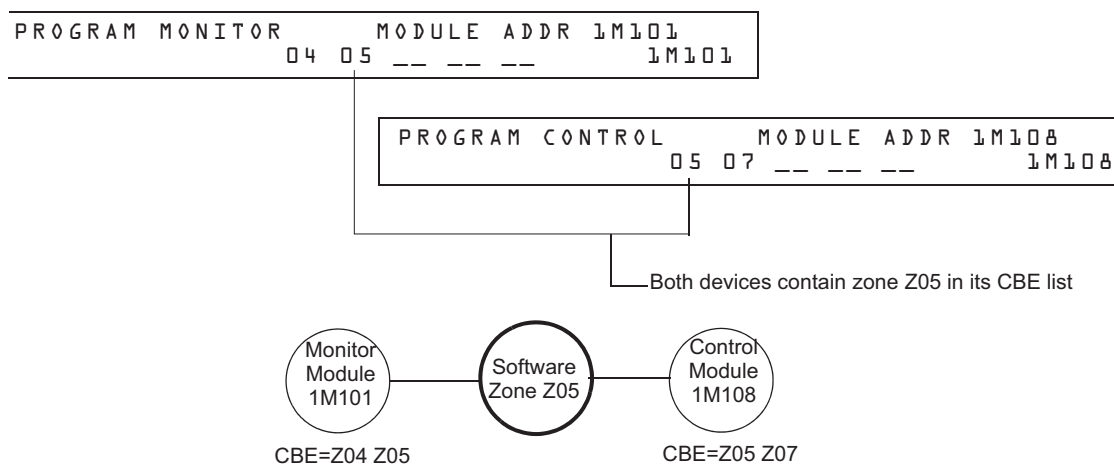 PROGRAM MONITOR MODULE ADDR 1M101
04 05 __ __ __ 1M101
PROGRAM CONTROL MODULE ADDR 1M108
05 07 __ __ __ 1M108
Both devices contain zone Z05 in its CBE list
Monitor
Module
1M101
Software
Zone Z05
Control
Module
1M108
CBE=Z04 Z05
CBE=Z05 Z07